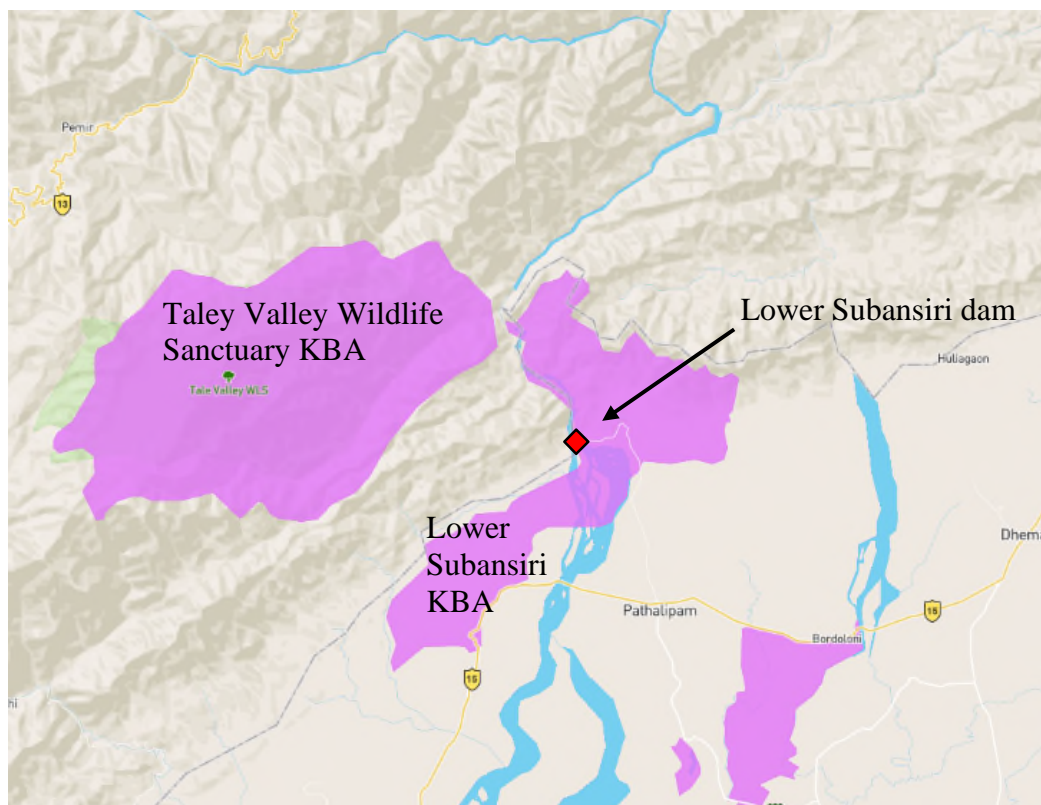 Pemir
13
Taley Valley Wildlife
Sanctuary KBA
Tale Valley WLS
Lower Subansiri dam
Huliagaon
Lower
Subansiri
KBA
Dhema
Pathalipam
15
Bordoloni
15
hi